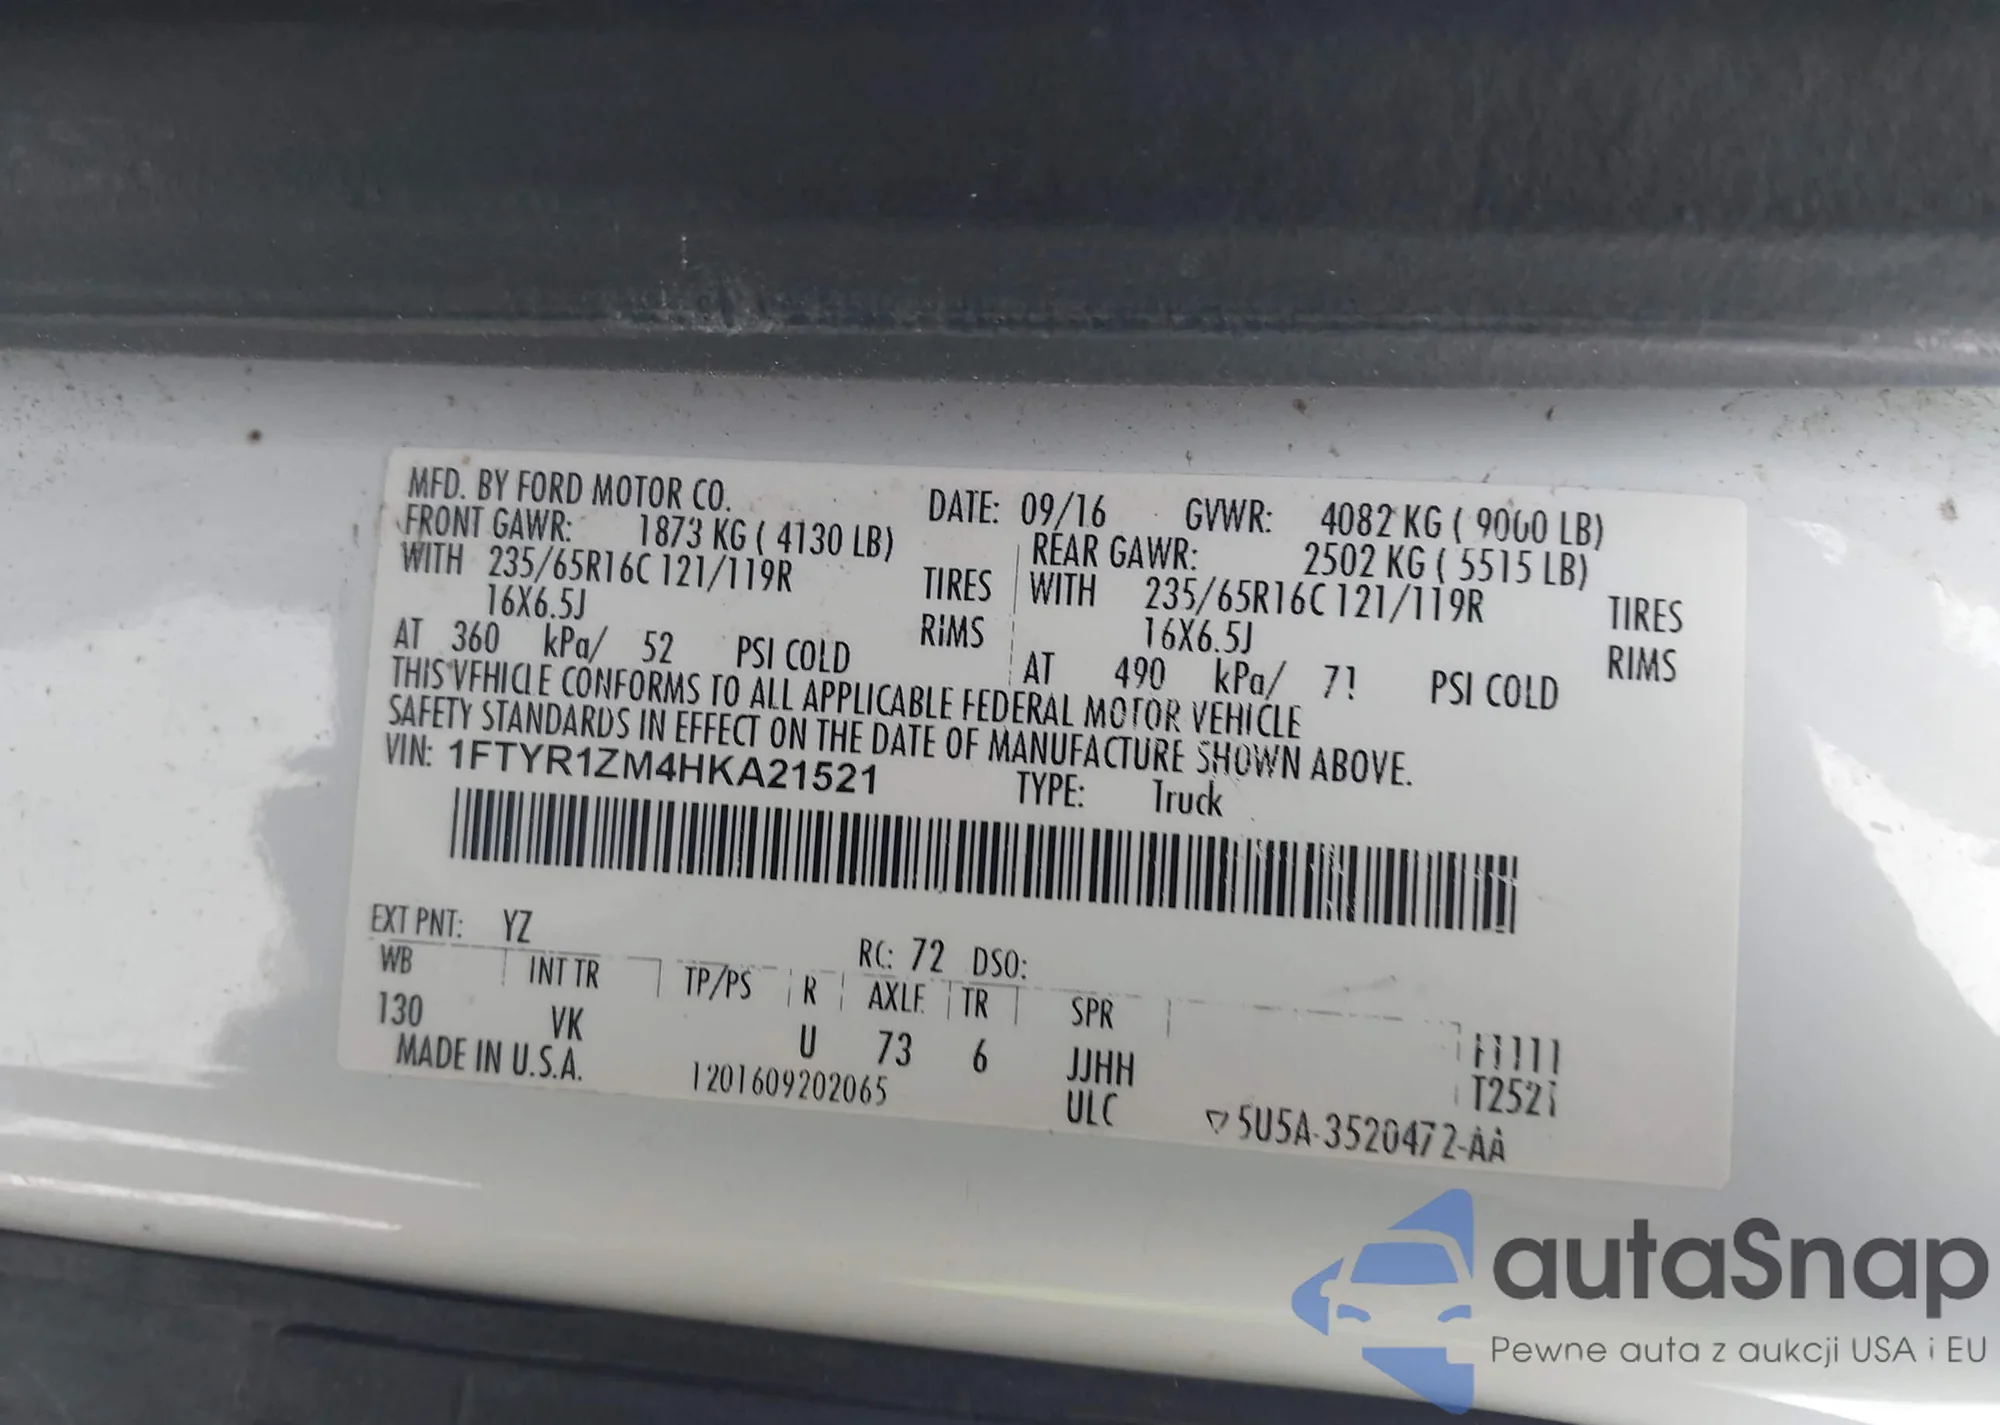 MFD. BY FORD MOTOR CO. DATE: 09/16 GVWR: 4082 KG ( 9000 LB)
FRONT GAWR: 1873 KG ( 4130 LB) REAR GAWR: 2502 KG ( 5515 LB)
WITH 235/65R16C 121/119R TIRES WITH 235/65R16C 121/119R TIRES
16X6.5J RIMS 16X6.5J RIMS
AT 360 kPa/ 52 PSI COLD AT 490 kPa/ 71 PSI COLD
THIS VEHICLE CONFORMS TO ALL APPLICABLE FEDERAL MOTOR VEHICLE
SAFETY STANDARDS IN EFFECT ON THE DATE OF MANUFACTURE SHOWN ABOVE.
VIN: 1FTYR1ZM4HKA21521 TYPE: Truck
EXT PNT: YZ RC: 72 DSO:
WB INT TR TP/PS R AXLE TR SPR
130 VK U 73 6 JJHH
MADE IN U.S.A. 1201609202065 ULC
5U5A-3520472-AA
autaSnap
Pewne auta z aukcji USA i EU